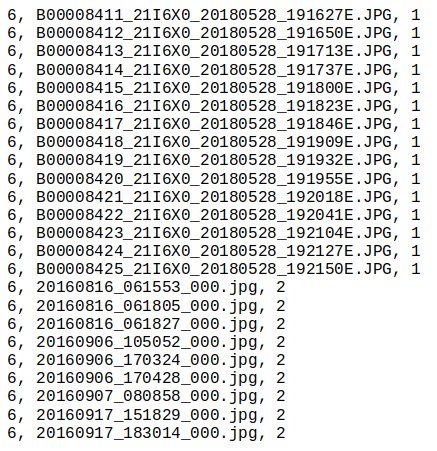 6, B00008411_21I6X0_20180528_191627E.JPG, 1
6, B00008412_21I6X0_20180528_191650E.JPG, 1
6, B00008413_21I6X0_20180528_191713E.JPG, 1
6, B00008414_21I6X0_20180528_191737E.JPG, 1
6, B00008415_21I6X0_20180528_191800E.JPG, 1
6, B00008416_21I6X0_20180528_191823E.JPG, 1
6, B00008417_21I6X0_20180528_191846E.JPG, 1
6, B00008418_21I6X0_20180528_191909E.JPG, 1
6, B00008419_21I6X0_20180528_191932E.JPG, 1
6, B00008420_21I6X0_20180528_191955E.JPG, 1
6, B00008421_21I6X0_20180528_192018E.JPG, 1
6, B00008422_21I6X0_20180528_192041E.JPG, 1
6, B00008423_21I6X0_20180528_192104E.JPG, 1
6, B00008424_21I6X0_20180528_192127E.JPG, 1
6, B00008425_21I6X0_20180528_192150E.JPG, 1
6, 20160816_061553_000.jpg, 2
6, 20160816_061805_000.jpg, 2
6, 20160816_061827_000.jpg, 2
6, 20160906_105052_000.jpg, 2
6, 20160906_170324_000.jpg, 2
6, 20160906_170428_000.jpg, 2
6, 20160907_080858_000.jpg, 2
6, 20160917_151829_000.jpg, 2
6, 20160917_183014_000.jpg, 2